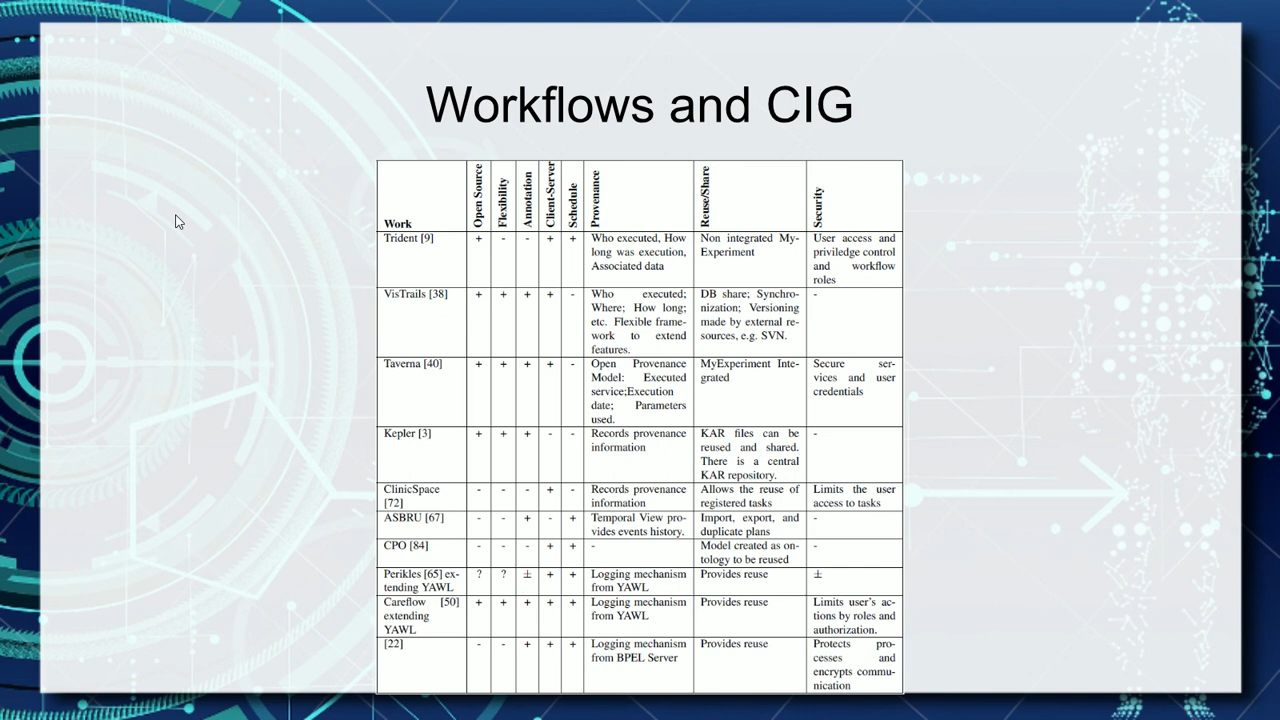 Workflows and CIG
Work Open Source Flexibility Annotation Client-Server Schedule Provenance Reuse/Share Security
Trident [9] + - - + + Who executed, How Non integrated My- User access and
long was execution, Experiment priviledge control
Associated data and workflow
roles
VisTrails [38] + + + + - Who executed; DB share; Synchro- -
Where; How long; nization; Versioning
etc. Flexible frame- made by external re-
work to extend sources, e.g. SVN.
features.
Taverna [40] + + + + - Open Provenance MyExperiment Inte- Secure ser-
Model: Executed grated vices and user
service;Execution credentials
date; Parameters
used.
Kepler [3] + + + - - Records provenance KAR files can be -
information reused and shared.
There is a central
KAR repository.
ClinicSpace - - - + - Records provenance Allows the reuse of Limits the user
[72] information registered tasks access to tasks
ASBRU [67] - - + - + Temporal View pro- Import, export, and -
vides events history. duplicate plans
CPO [84] - - - + + - Model created as on- -
tology to be reused
Perikles [65] ex- ? ? ± + + Logging mechanism Provides reuse ±
tending YAWL from YAWL
Careflow [50] + + + + + Logging mechanism Provides reuse Limits user's ac-
extending from YAWL tions by roles and
YAWL authorization.
[22] - - + + + Logging mechanism Provides reuse Protects pro-
from BPEL Server cesses and
encrypts commu-
nication